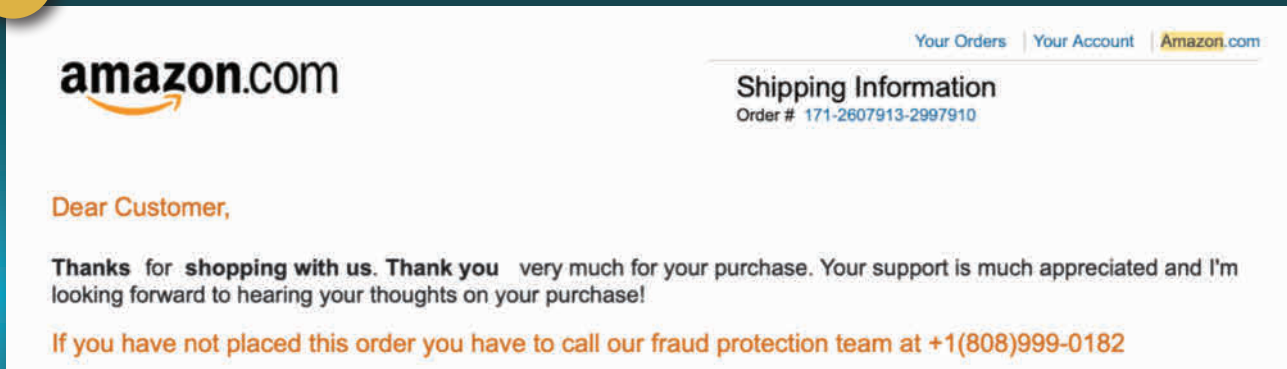 Your Orders | Your Account | Amazon.com
amazon.com
Shipping Information
Order # 171-2607913-2997910
Dear Customer,
Thanks for shopping with us. Thank you very much for your purchase. Your support is much appreciated and I'm
looking forward to hearing your thoughts on your purchase!
If you have not placed this order you have to call our fraud protection team at +1(808)999-0182